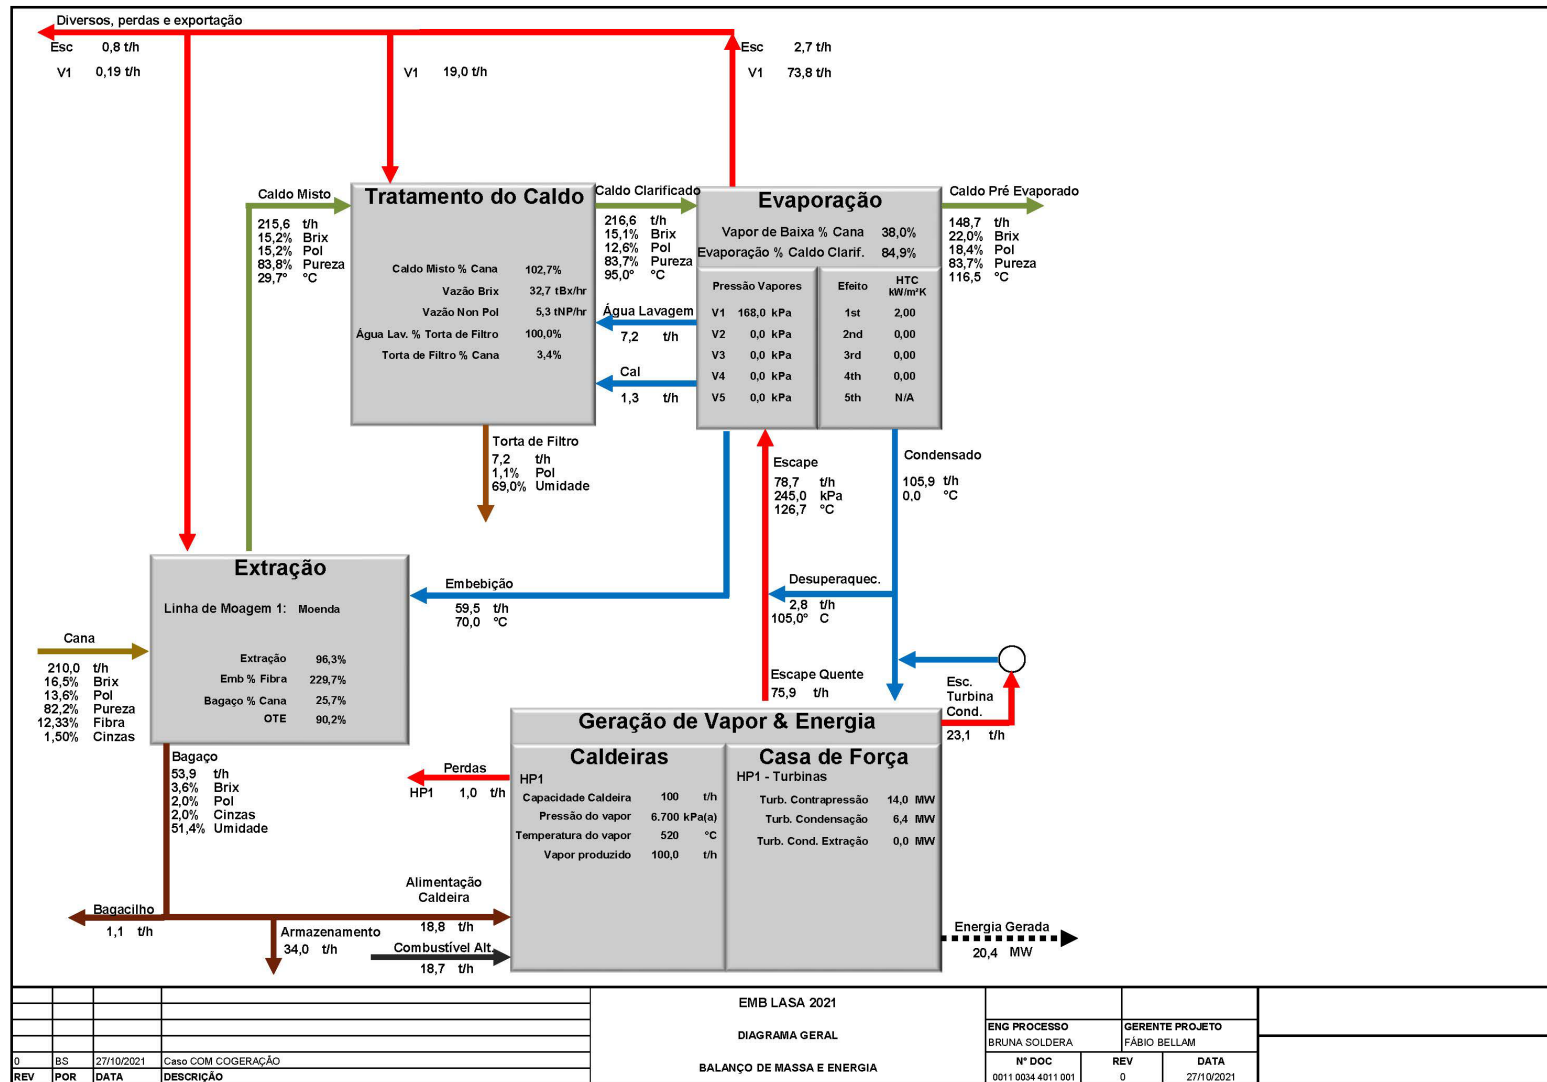 Diversos, perdas e exportação
Esc 0,8 t/h
V1 0,19 t/h
V1 19,0 t/h
Esc 2,7 t/h
V1 73,8 t/h
Caldo Misto
215,6 t/h
15,2% Brix
15,2% Pol
83,8% Pureza
29,7° °C
Tratamento do Caldo
Caldo Misto % Cana 102,7%
Vazão Brix 32,7 tBx/hr
Vazão Non Pol 5,3 tNP/hr
Água Lav. % Torta de Filtro 100,0%
Torta de Filtro % Cana 3,4%
Caldo Clarificado
216,6 t/h
15,1% Brix
12,6% Pol
83,7% Pureza
95,0° °C
Água Lavagem
7,2 t/h
Cal
1,3 t/h
Evaporação
Vapor de Baixa % Cana 38,0%
Evaporação % Caldo Clarif. 84,9%
Pressão Vapores
V1 168,0 kPa
V2 0,0 kPa
V3 0,0 kPa
V4 0,0 kPa
V5 0,0 kPa
Efeito HTC kW/m²K
1st 2,00
2nd 0,00
3rd 0,00
4th 0,00
5th N/A
Caldo Pré Evaporado
148,7 t/h
22,0% Brix
18,4% Pol
83,7% Pureza
116,5 °C
Torta de Filtro
7,2 t/h
1,1% Pol
69,0% Umidade
Escape
78,7 t/h
245,0 kPa
126,7 °C
Condensado
105,9 t/h
0,0 °C
Extração
Linha de Moagem 1: Moenda
Extração 96,3%
Emb % Fibra 229,7%
Bagaço % Cana 25,7%
OTE 90,2%
Embebição
59,5 t/h
70,0 °C
Desuperaquec.
2,8 t/h
105,0° C
Cana
210,0 t/h
16,5% Brix
13,6% Pol
82,2% Pureza
12,33% Fibra
1,50% Cinzas
Escape Quente
75,9 t/h
Esc.
Turbina
Cond.
23,1 t/h
Bagaço
53,9 t/h
3,6% Brix
2,0% Pol
2,0% Cinzas
51,4% Umidade
Perdas
HP1 1,0 t/h
Geração de Vapor & Energia
Caldeiras
HP1
Capacidade Caldeira 100 t/h
Pressão do vapor 6.700 kPa(a)
Temperatura do vapor 520 °C
Vapor produzido 100,0 t/h
Casa de Força
HP1 - Turbinas
Turb. Contrapressão 14,0 MW
Turb. Condensação 6,4 MW
Turb. Cond. Extração 0,0 MW
Bagacilho
1,1 t/h
Armazenamento
34,0 t/h
Alimentação
Caldeira
18,8 t/h
Combustível Alt.
18,7 t/h
Energia Gerada
20,4 MW
0 BS 27/10/2021 Caso COM COGERAÇÃO
REV POR DATA DESCRIÇÃO
EMB LASA 2021
DIAGRAMA GERAL
BALANÇO DE MASSA E ENERGIA
ENG PROCESSO GERENTE PROJETO
BRUNA SOLDERA FÁBIO BELLAM
N° DOC REV DATA
0011 0034 4011 001 0 27/10/2021